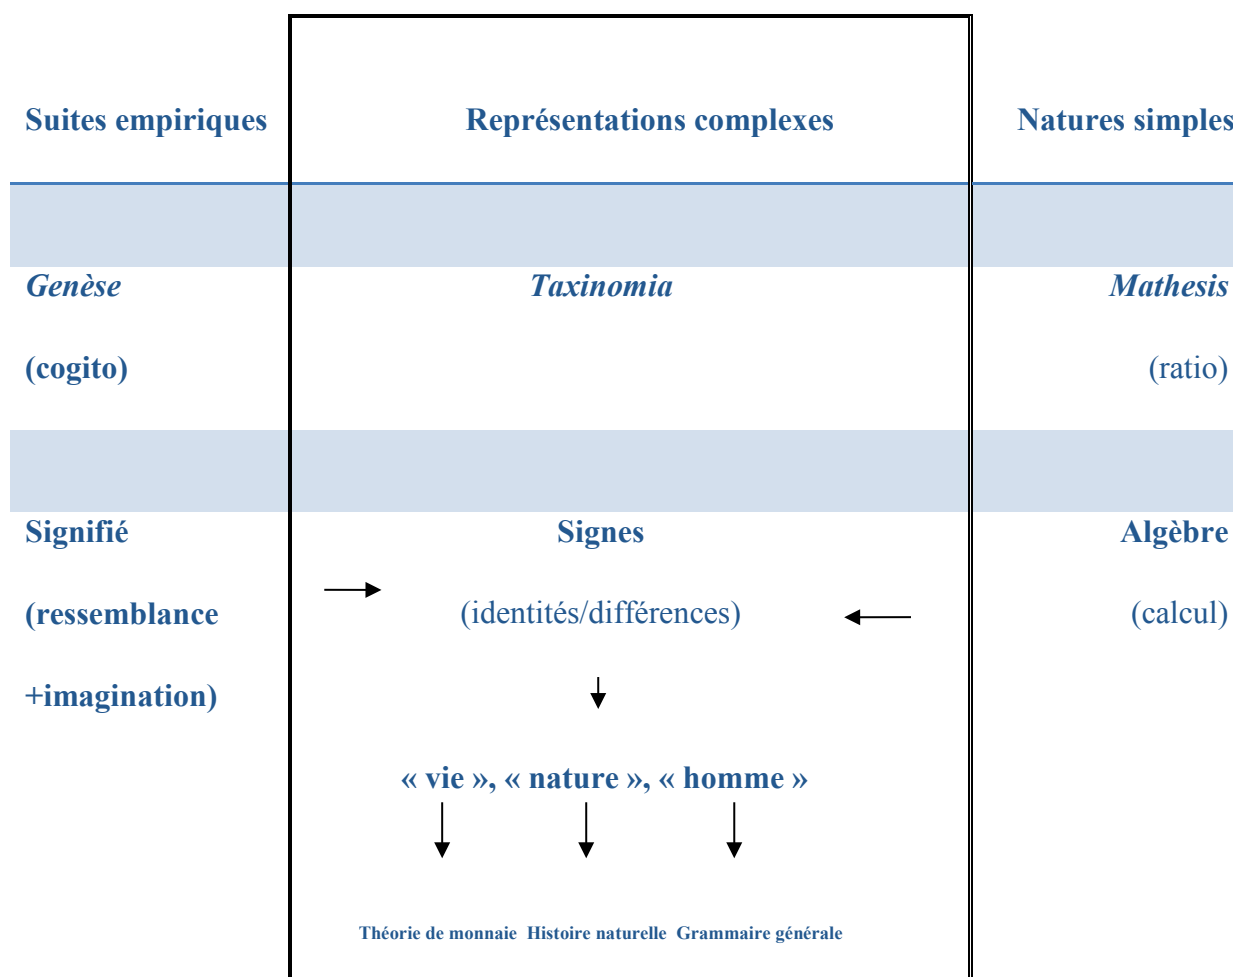 Suites empiriques Représentations complexes Natures simples
Genèse Taxinomia Mathesis
(cogito) (ratio)
Signifié Signes Algèbre
(ressemblance (identités/différences) (calcul)
+imagination)
« vie », « nature », « homme »
Théorie de monnaie Histoire naturelle Grammaire générale